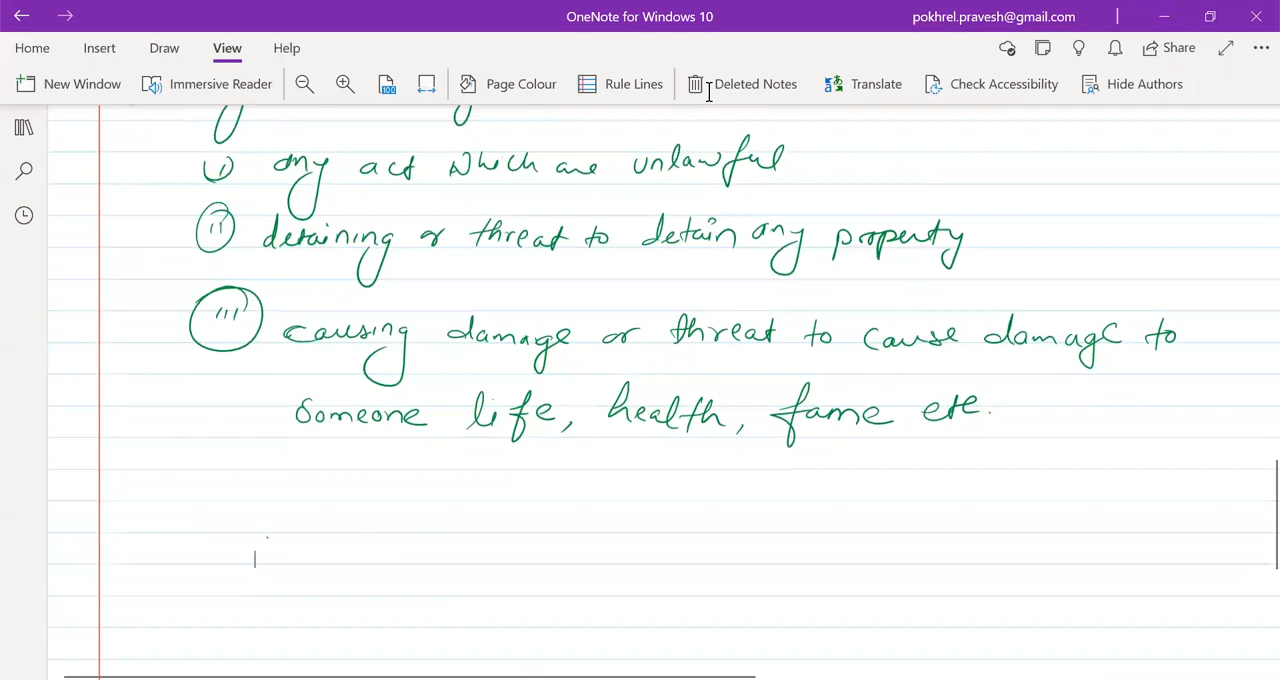 OneNote for Windows 10
pokhrel.pravesh@gmail.com
Home Insert Draw View Help
Share
New Window Immersive Reader 100 Page Colour Rule Lines Deleted Notes Translate Check Accessibility Hide Authors
(i) any act which are unlawful
(ii) detaining or threat to detain any property
(iii) causing damage or threat to cause damage to
someone life, health, fame etc.